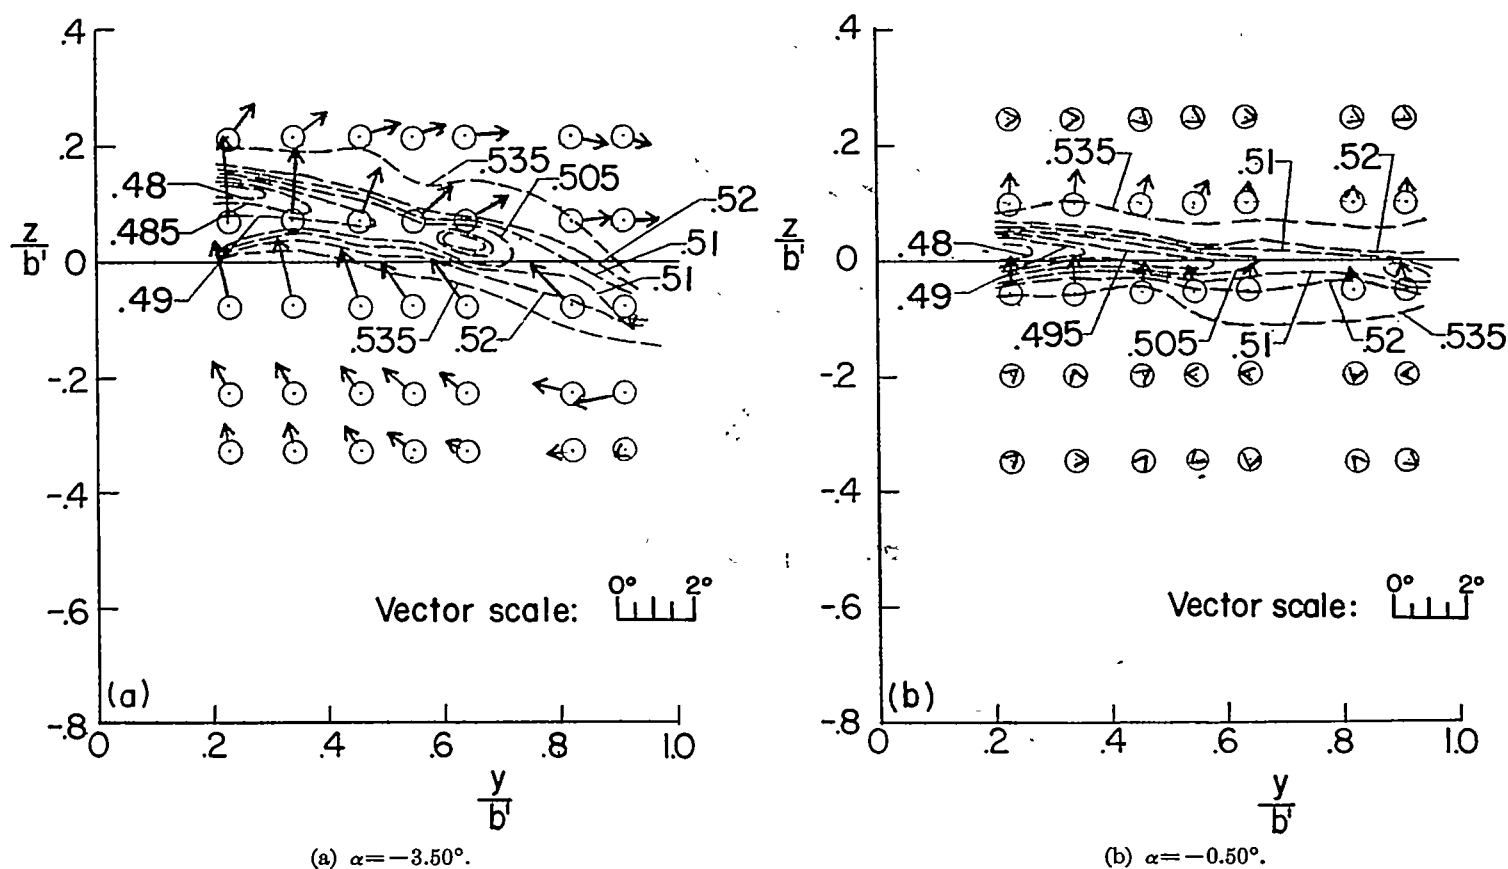 .4
.2
0
-.2
-.4
-.6
-.8
z
b'
.48
.485
.49
.535
.505
.52
.51
.51
.535
.52
Vector scale:
0° 2°
(a)
0 .2 .4 .6 .8 1.0
y
b'
(a) α=−3.50°.
.4
.2
0
-.2
-.4
-.6
-.8
z
b'
.535
.51
.52
.48
.49
.495
.505
.51
.52
.535
Vector scale:
0° 2°
(b)
0 .2 .4 .6 .8 1.0
y
b'
(b) α=−0.50°.